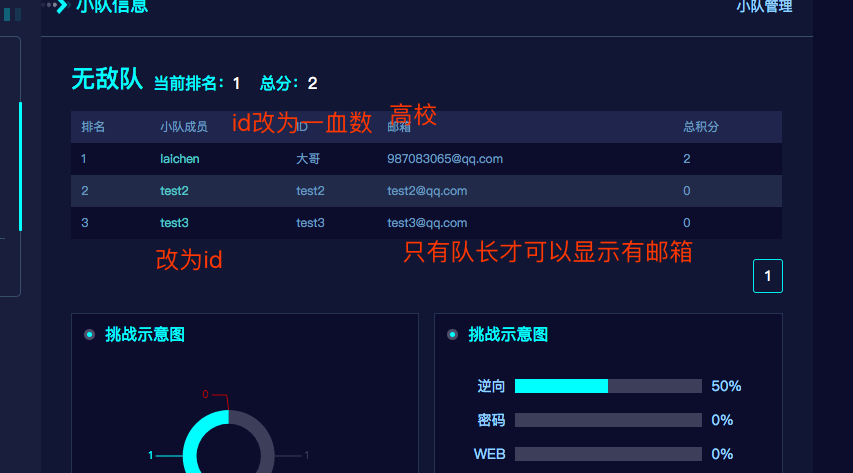 小队信息
小队管理
无敌队 当前排名：1 总分：2
id改为一血数 高校
排名 小队成员 ID 邮箱 总积分
1 laichen 大哥 987083065@qq.com 2
2 test2 test2 test2@qq.com 0
3 test3 test3 test3@qq.com 0
改为id 只有队长才可以显示有邮箱
1
挑战示意图
0
1 1
挑战示意图
逆向 50%
密码 0%
WEB 0%